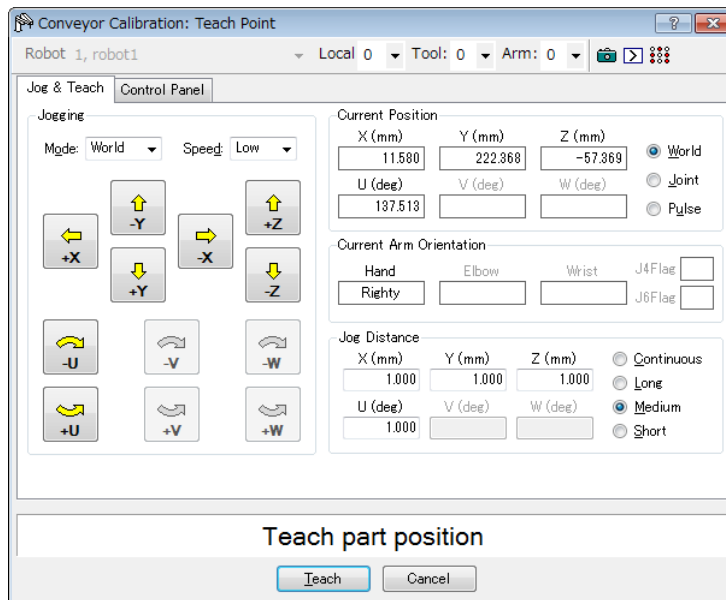 Conveyor Calibration: Teach Point
Robot 1, robot1 Local 0 Tool: 0 Arm: 0
Jog & Teach Control Panel
Jogging
Mode: World Speed: Low
-Y +Z
+X -X
+Y -Z
-U -V -W
+U +V +W
Current Position
X (mm) Y (mm) Z (mm)
11.580 222.368 -57.369
U (deg) V (deg) W (deg)
137.513
World
Joint
Pulse
Current Arm Orientation
Hand Elbow Wrist J4Flag
Righty J6Flag
Jog Distance
X (mm) Y (mm) Z (mm)
1.000 1.000 1.000
U (deg) V (deg) W (deg)
1.000
Continuous
Long
Medium
Short
Teach part position
Teach Cancel